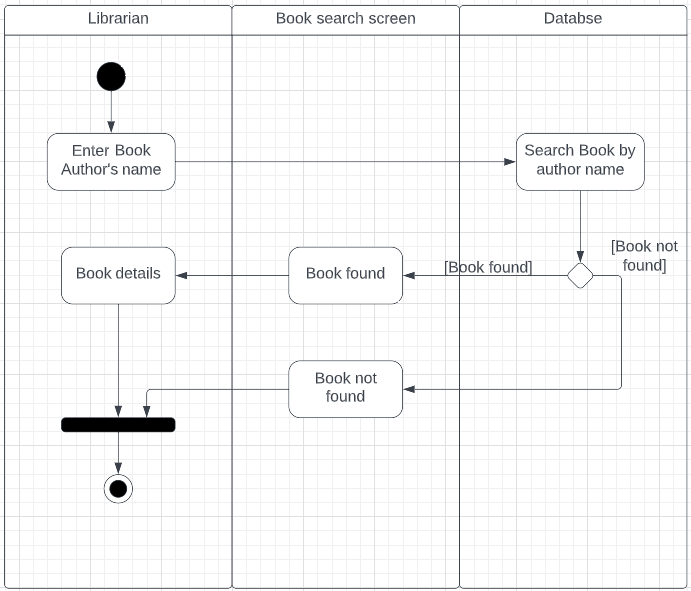 Librarian
Book search screen
Databse
Enter Book
Author's name
Search Book by
author name
[Book not
found]
[Book found]
Book found
Book details
Book not
found